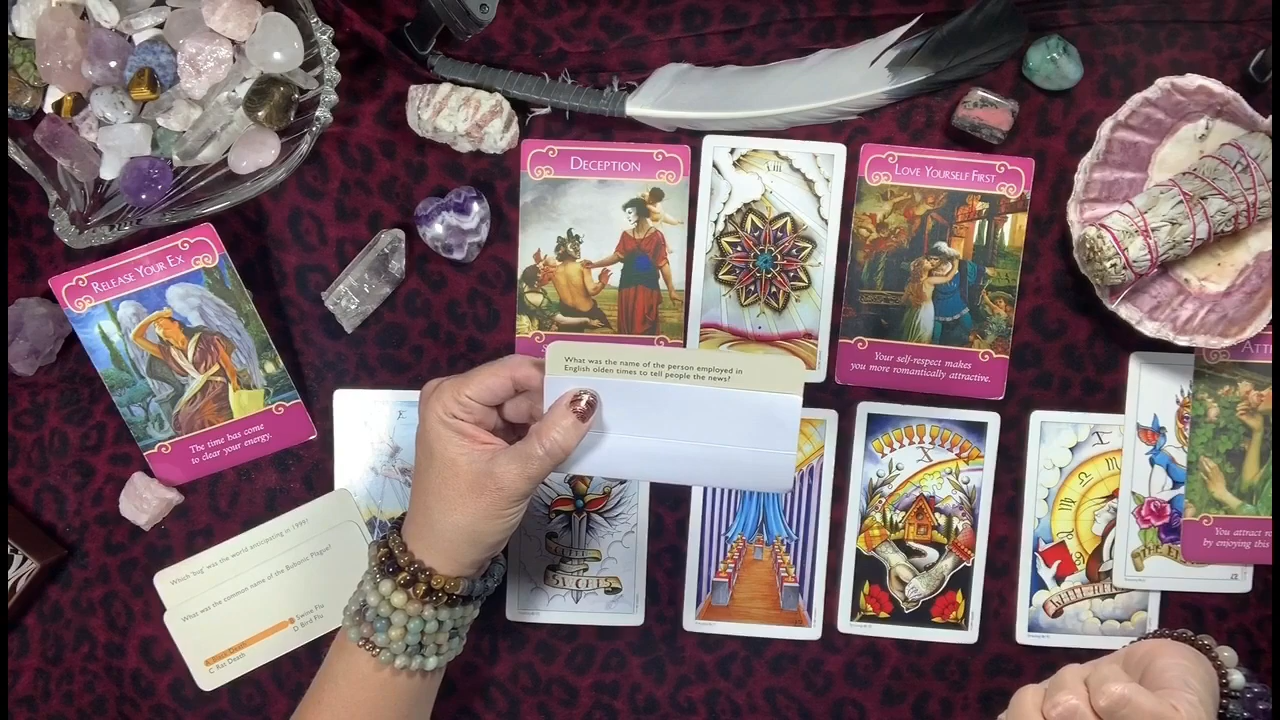 DECEPTION
VIII
LOVE YOURSELF FIRST
Your self-respect makes
you more romantically attractive.
RELEASE YOUR EX
The time has come
to clear your energy.
What was the name of the person employed in
English olden times to tell people the news?
X
I
You attract
by enjoying this
Which 'bug' was the world anticipating in 1999?
What was the common name of the Bubonic Plague?
A Black Death
Swine Flu
C Rat Death
D Bird Flu
SWORDS